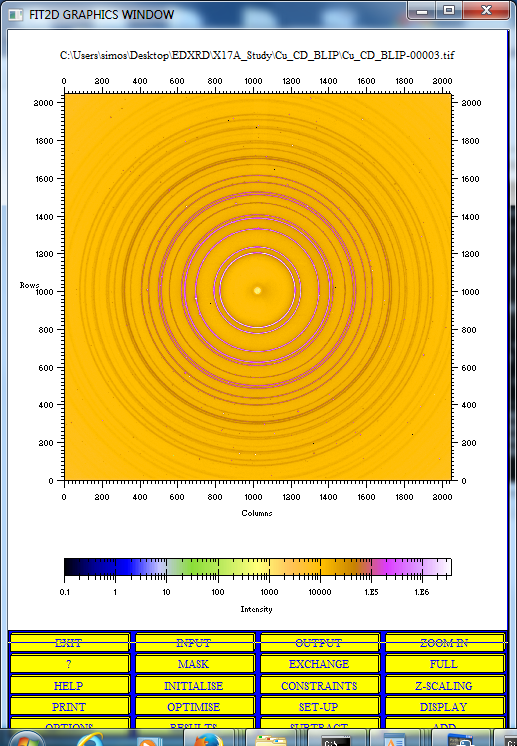 FIT2D GRAPHICS WINDOW
C:\Users\simos\Desktop\EDXRD\X17A_Study\Cu_CD_BLIP\Cu_CD_BLIP-00003.tif
0 200 400 600 800 1000 1200 1400 1600 1800 2000
2000 2000
1800 1800
1600 1600
1400 1400
1200 1200
Rows 1000 1000
800 800
600 600
400 400
200 200
0 0
0 200 400 600 800 1000 1200 1400 1600 1800 2000
Columns
0.1 1 10 100 1000 10000 1.E5 1.E6
Intensity
EXIT INPUT OUTPUT ZOOM IN
? MASK EXCHANGE FULL
HELP INITIALISE CONSTRAINTS Z-SCALING
PRINT OPTIMISE SET-UP DISPLAY
OPTIONS RESULTS SUBTRACT ADD